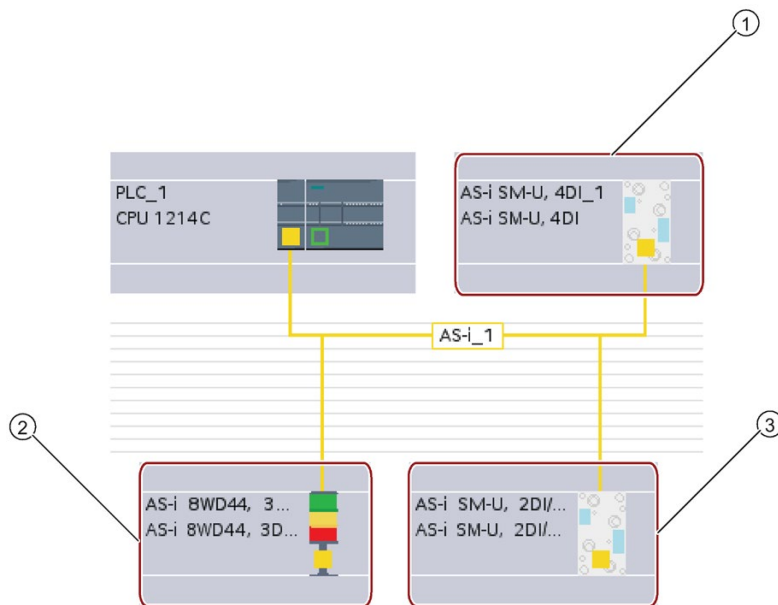 ①
PLC_1
CPU 1214C
AS-i SM-U, 4DI_1
AS-i SM-U, 4DI
AS-i_1
②
③
AS-i 8WD44, 3...
AS-i 8WD44, 3D...
AS-i SM-U, 2DI/...
AS-i SM-U, 2DI/...